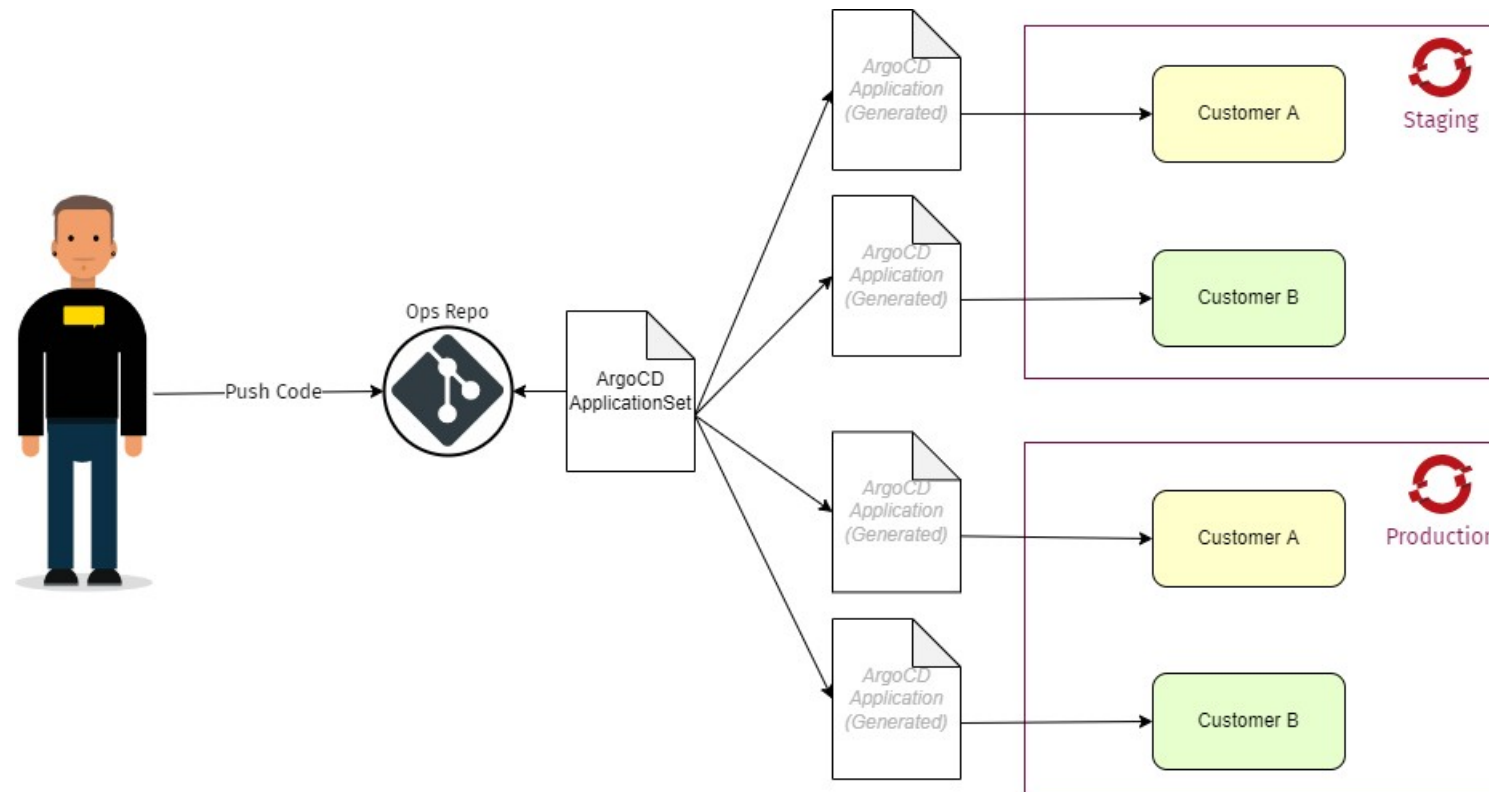 ArgoCD
Application
(Generated)
Customer A
Staging
ArgoCD
Application
(Generated)
Customer B
Ops Repo
Push Code
ArgoCD
ApplicationSet
ArgoCD
Application
(Generated)
Customer A
Production
ArgoCD
Application
(Generated)
Customer B